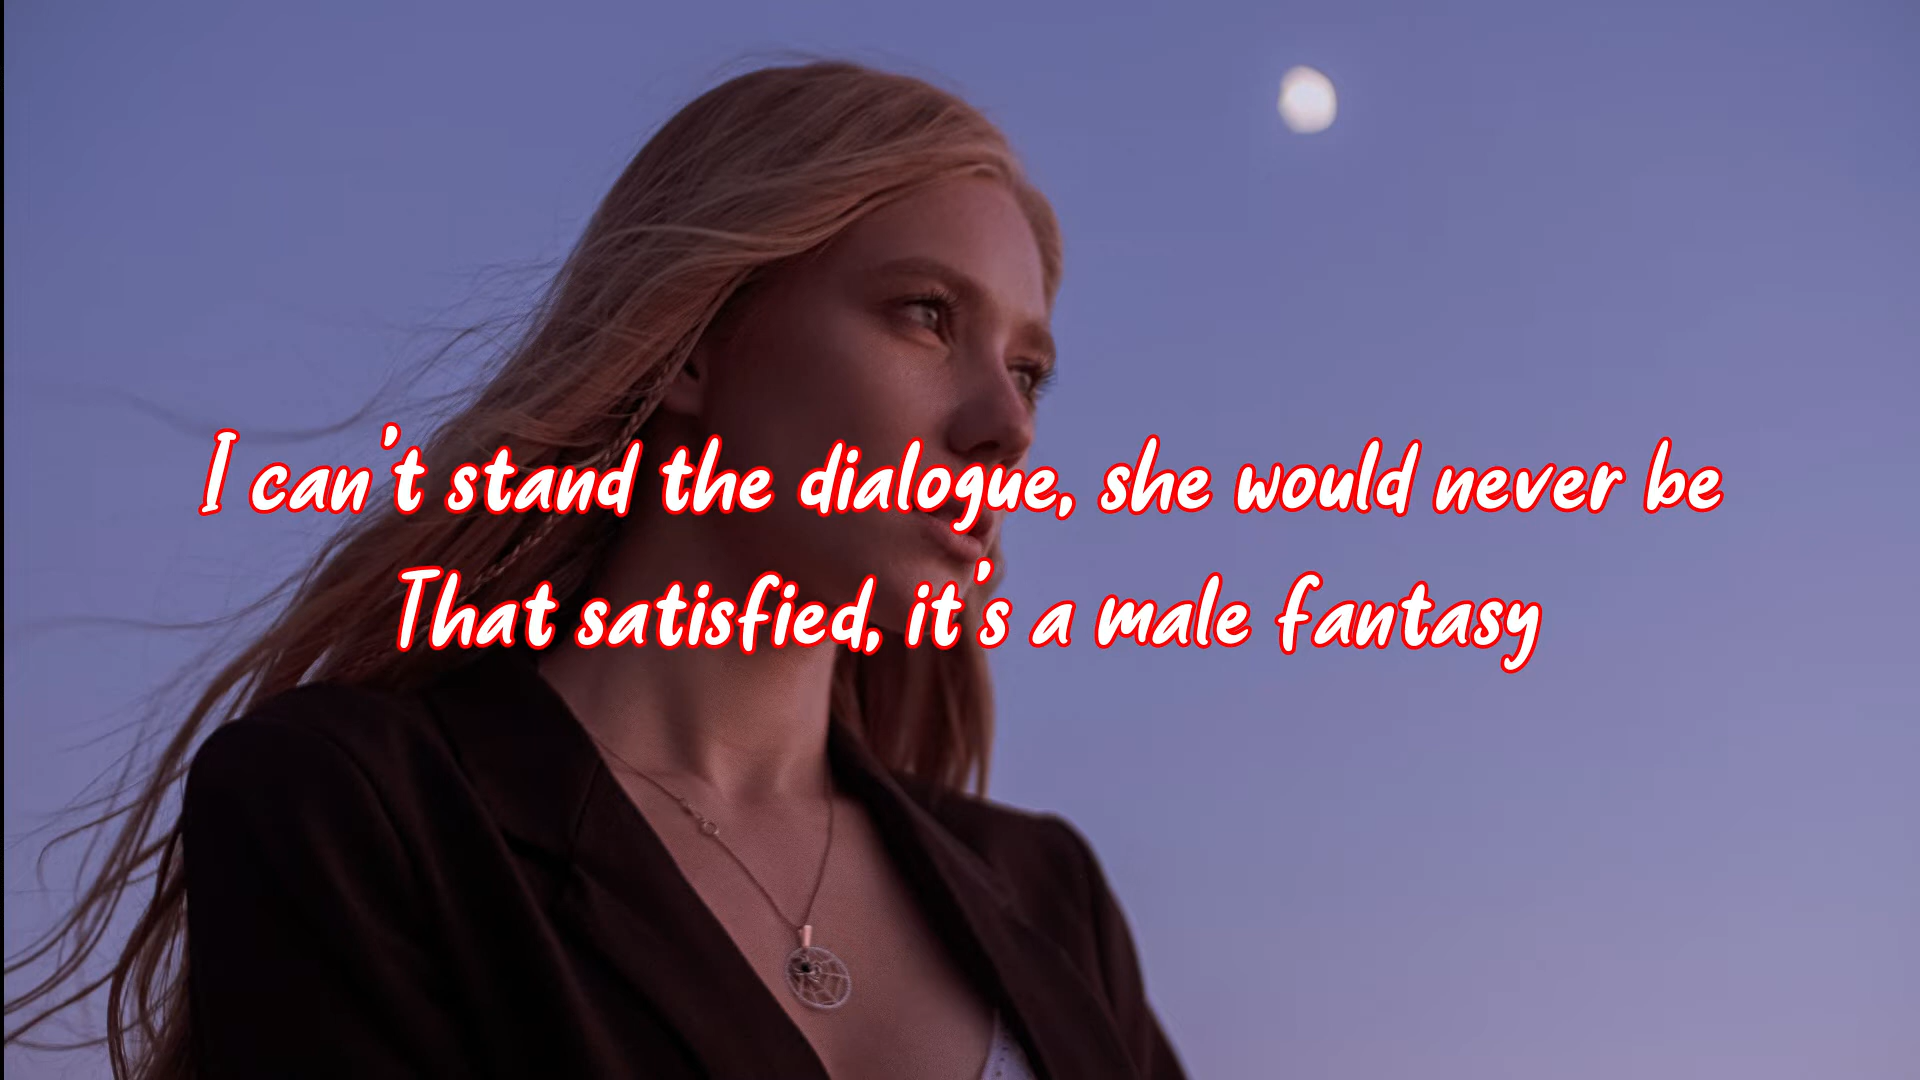 I can't stand the dialogue, she would never be
That satisfied, it's a male fantasy